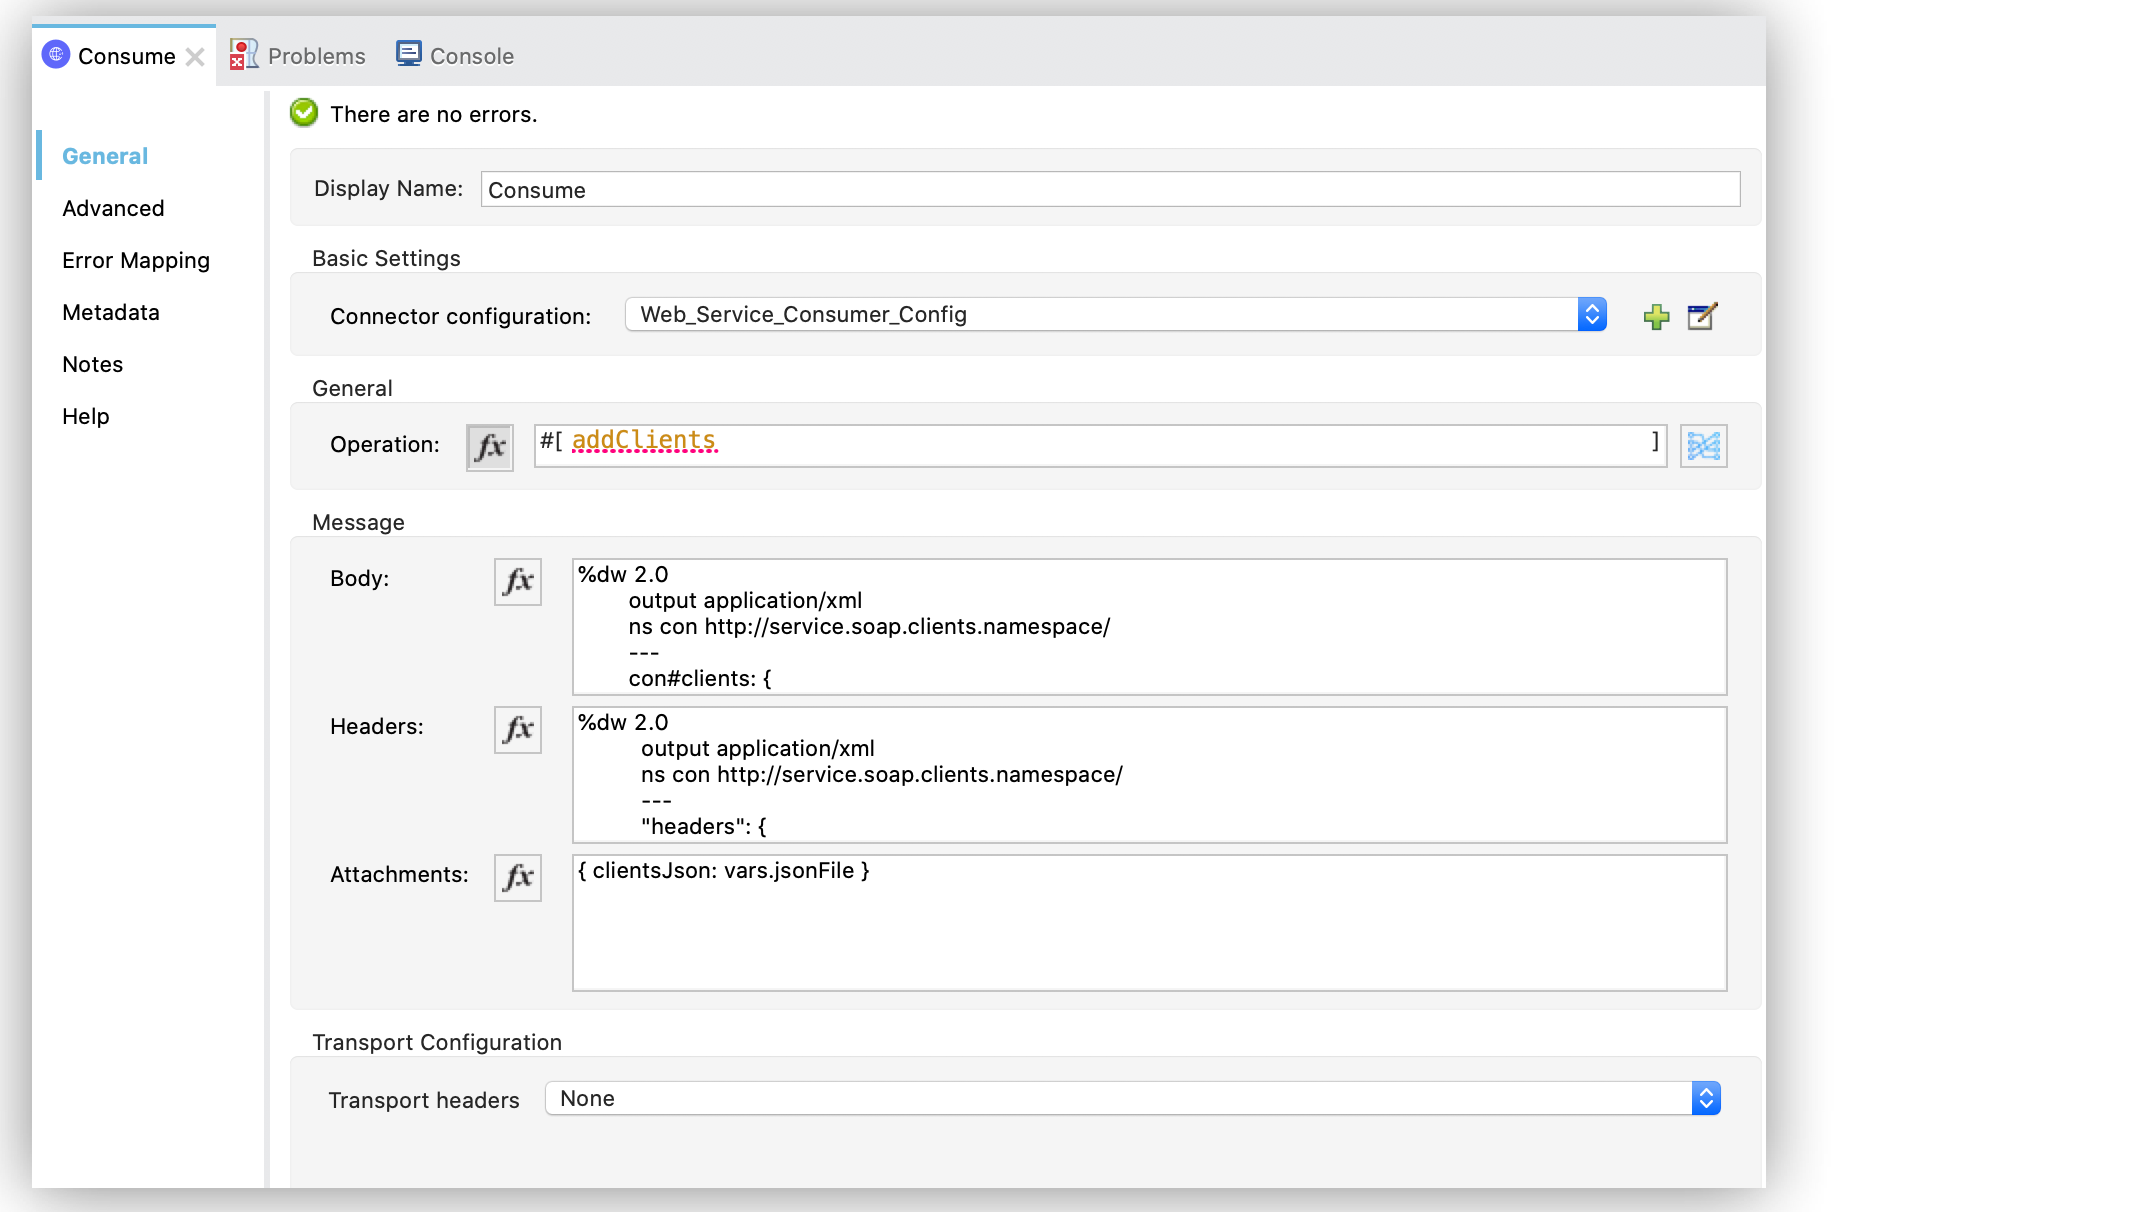 Consume
Problems
Console
General
Advanced
Error Mapping
Metadata
Notes
Help
There are no errors.
Display Name: Consume
Basic Settings
Connector configuration: Web_Service_Consumer_Config
General
Operation: fx #[ addClients ]
Message
Body: fx %dw 2.0
output application/xml
ns con http://service.soap.clients.namespace/
---
con#clients: {
Headers: fx %dw 2.0
output application/xml
ns con http://service.soap.clients.namespace/
---
"headers": {
Attachments: fx { clientsJson: vars.jsonFile }
Transport Configuration
Transport headers None